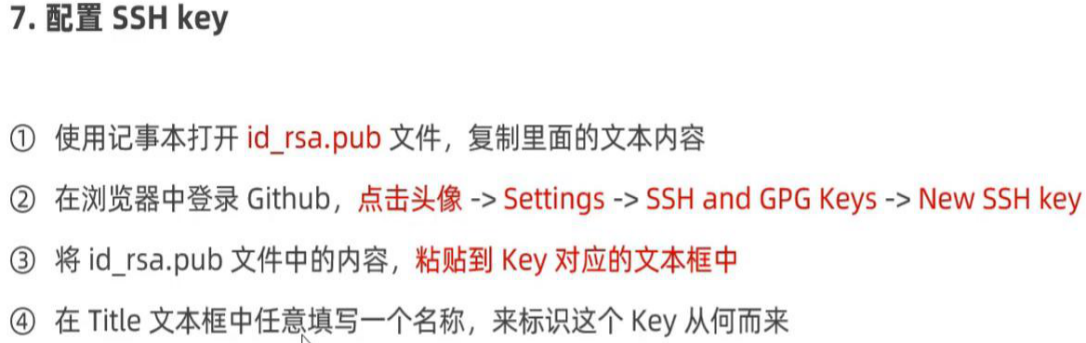 7. 配置 SSH key
① 使用记事本打开 id_rsa.pub 文件，复制里面的文本内容
② 在浏览器中登录 Github，点击头像 -> Settings -> SSH and GPG Keys -> New SSH key
③ 将 id_rsa.pub 文件中的内容，粘贴到 Key 对应的文本框中
④ 在 Title 文本框中任意填写一个名称，来标识这个 Key 从何而来